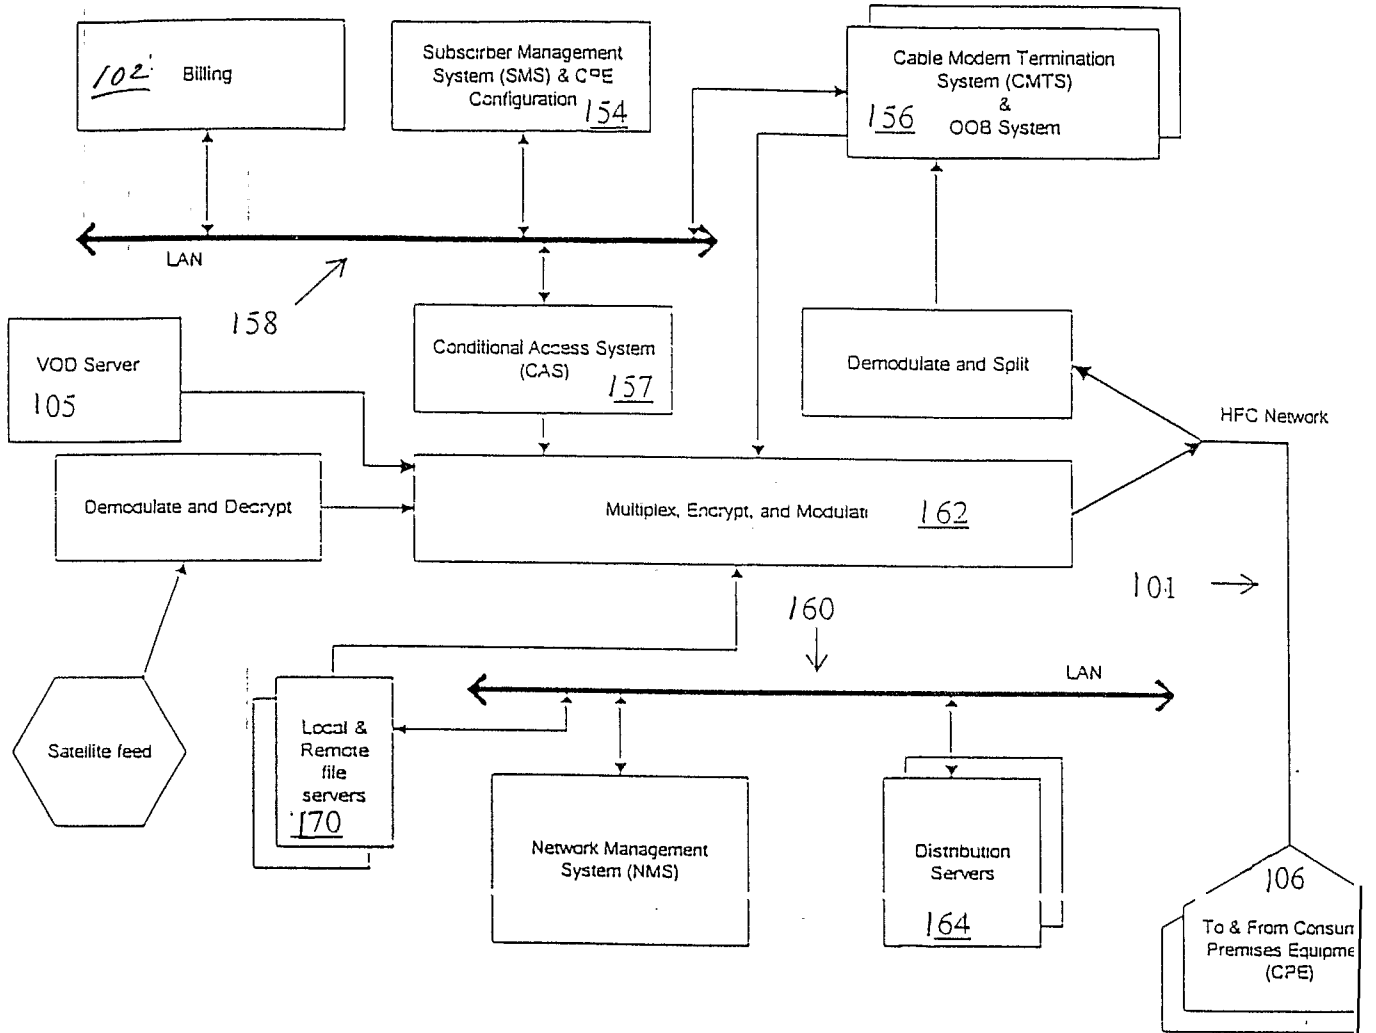 102 Billing
Subscirber Management
System (SMS) & CPE
Configuration 154
Cable Modem Termination
System (CMTS)
&
OOB System
156
LAN
158
VOD Server
105
Conditional Access System
(CAS)
157
Demodulate and Split
HFC Network
Demodulate and Decrypt
Multiplex, Encrypt, and Modulat
162
101
160
LAN
Satellite feed
Local &
Remote
file
servers
170
Network Management
System (NMS)
Distribution
Servers
164
106
To & From Consum
Premises Equipme
(CPE)